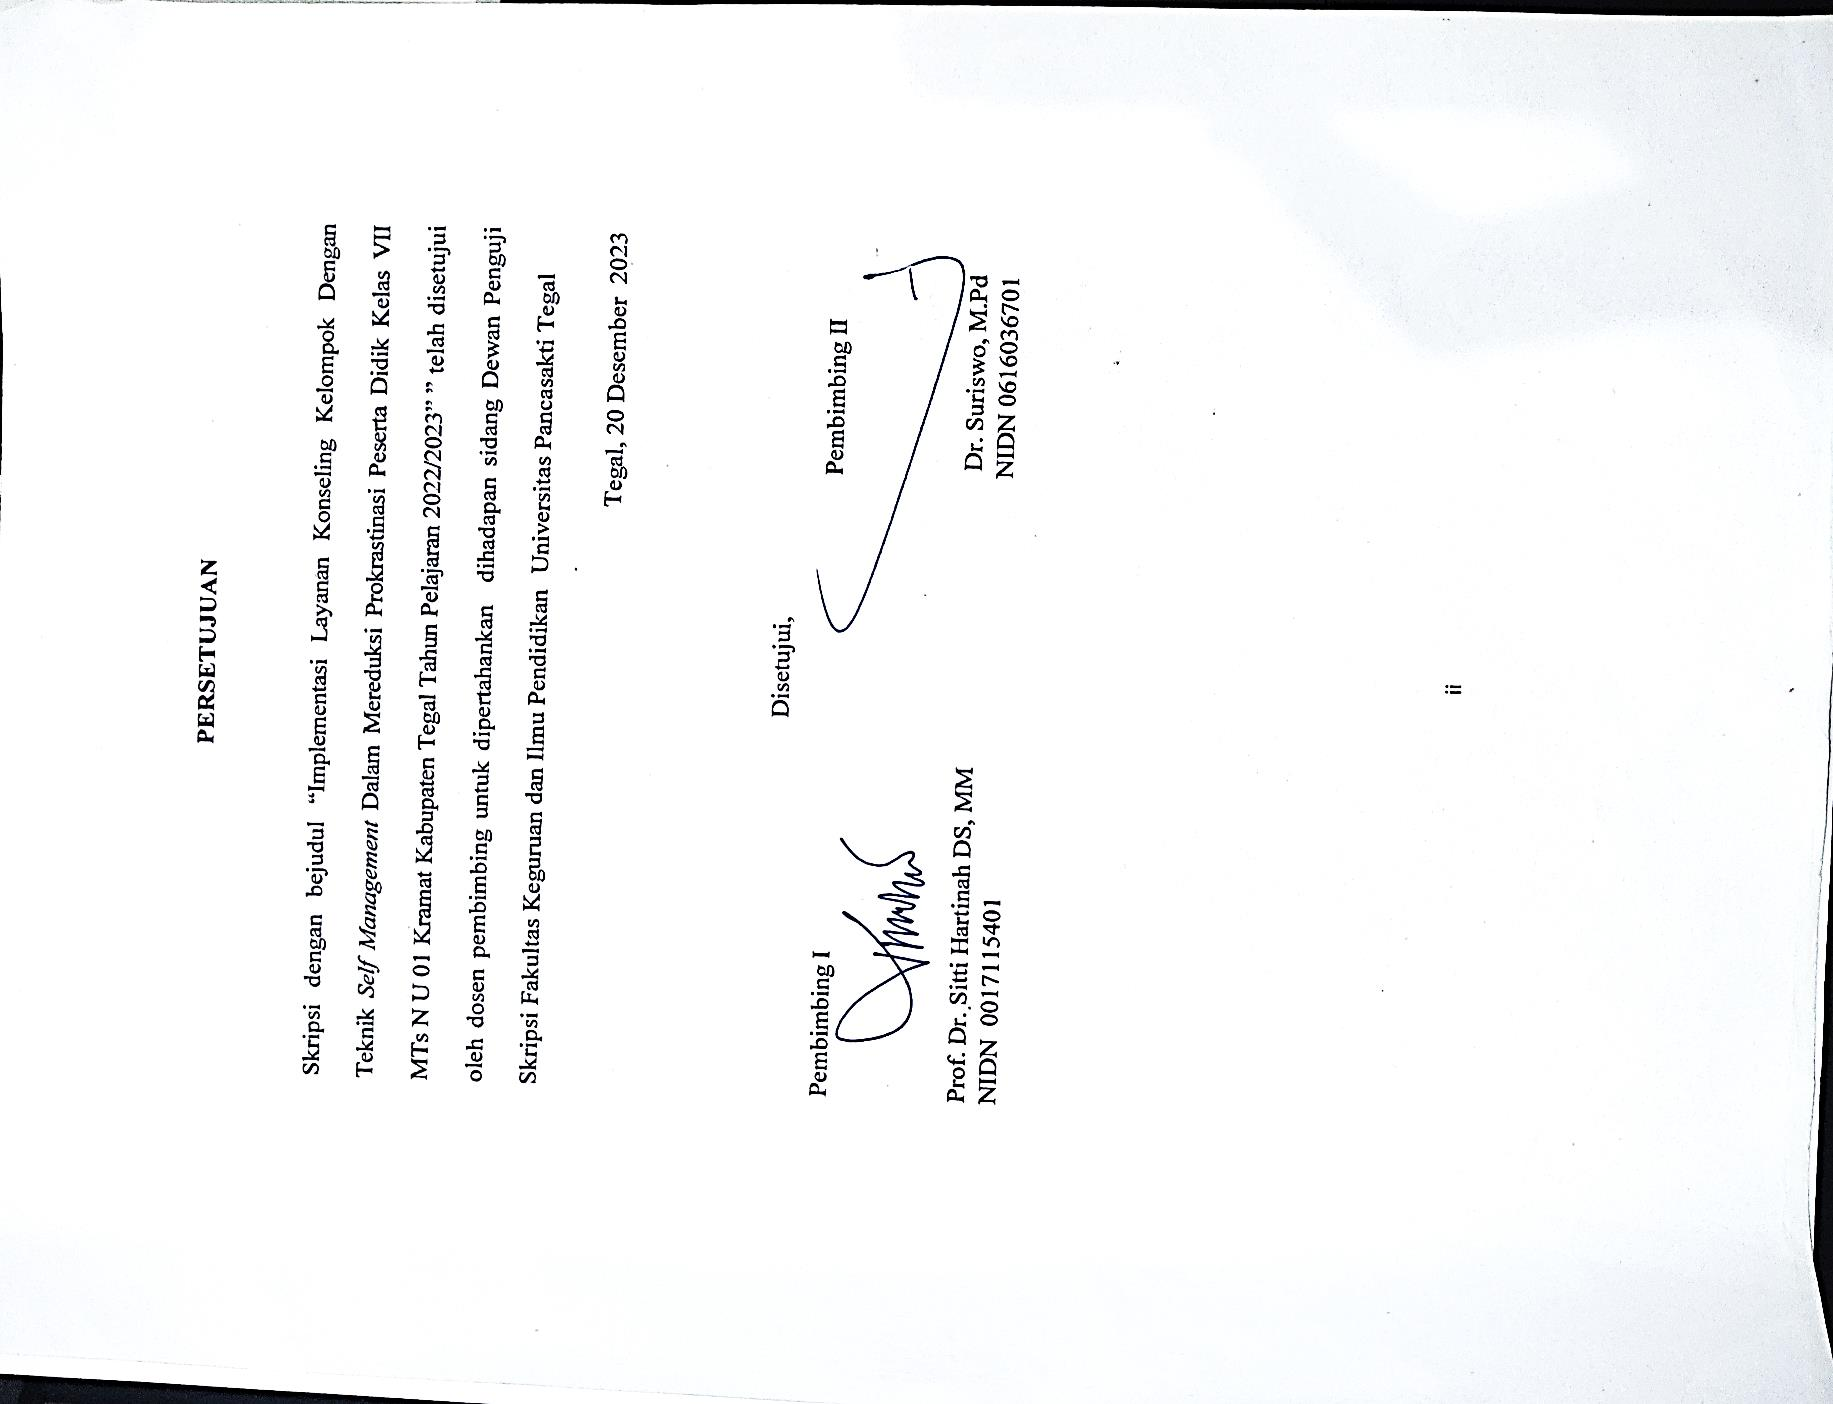 PERSETUJUAN
Skripsi dengan bejudul “Implementasi Layanan Konseling Kelompok Dengan
Teknik Self Management Dalam Mereduksi Prokrastinasi Peserta Didik Kelas VII
MTs N U 01 Kramat Kabupaten Tegal Tahun Pelajaran 2022/2023” ” telah disetujui
oleh dosen pembimbing untuk dipertahankan dihadapan sidang Dewan Penguji
Skripsi Fakultas Keguruan dan Ilmu Pendidikan Universitas Pancasakti Tegal
Tegal, 20 Desember 2023
Disetujui,
Pembimbing I
Pembimbing II
Prof. Dr. Sitti Hartinah DS, MM
NIDN 0017115401
Dr. Suriswo, M.Pd
NIDN 0616036701
ii